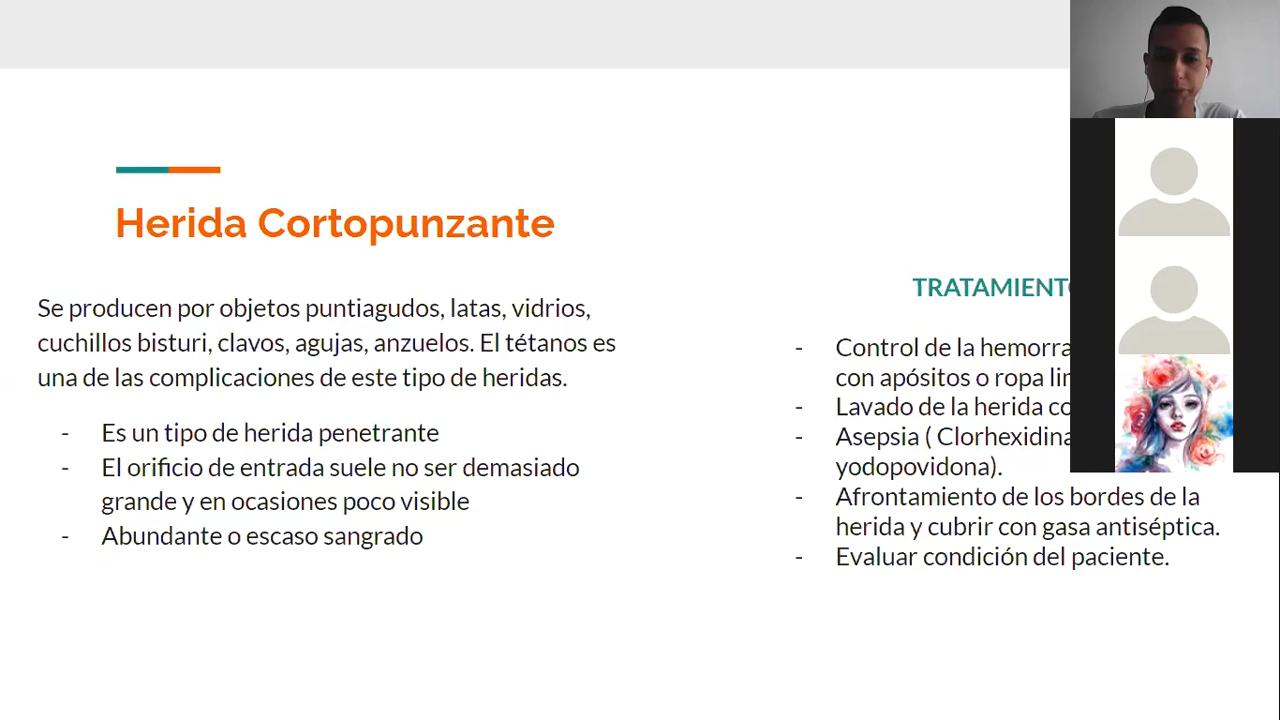 Herida Cortopunzante
Se producen por objetos puntiagudos, latas, vidrios,
cuchillos bisturi, clavos, agujas, anzuelos. El tétanos es
una de las complicaciones de este tipo de heridas.
- Es un tipo de herida penetrante
- El orificio de entrada suele no ser demasiado
grande y en ocasiones poco visible
- Abundante o escaso sangrado
- Control de la
con apósitos o ropa
- Lavado de la herida
- Asepsia ( Clorhexidina
yodopovidona).
- Afrontamiento de los bordes de la
herida y cubrir con gasa antiséptica.
- Evaluar condición del paciente.